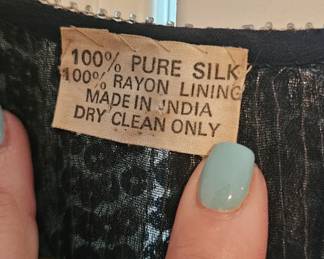 100% PURE SILK
100% RAYON LINING
MADE IN INDIA
DRY CLEAN ONLY